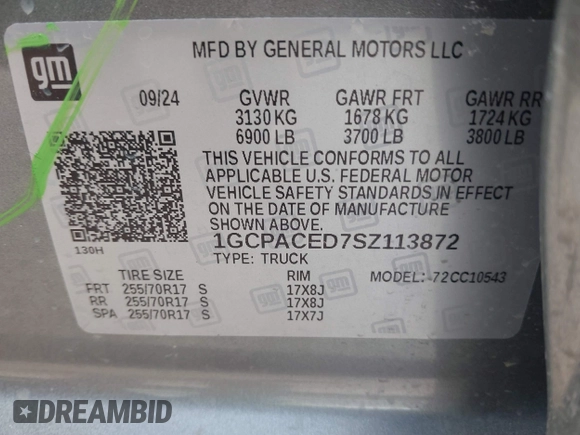 gm
MFD BY GENERAL MOTORS LLC
09/24 GVWR GAWR FRT GAWR RR
3130 KG 1678 KG 1724 KG
6900 LB 3700 LB 3800 LB
THIS VEHICLE CONFORMS TO ALL
APPLICABLE U.S. FEDERAL MOTOR
VEHICLE SAFETY STANDARDS IN EFFECT
ON THE DATE OF MANUFACTURE
SHOWN ABOVE.
130H
1GCPACED7SZ113872
TYPE: TRUCK
MODEL: 72CC10543
TIRE SIZE RIM
FRT 255/70R17 S 17X8J
RR 255/70R17 S 17X8J
SPA 255/70R17 S 17X7J
DREAMBID